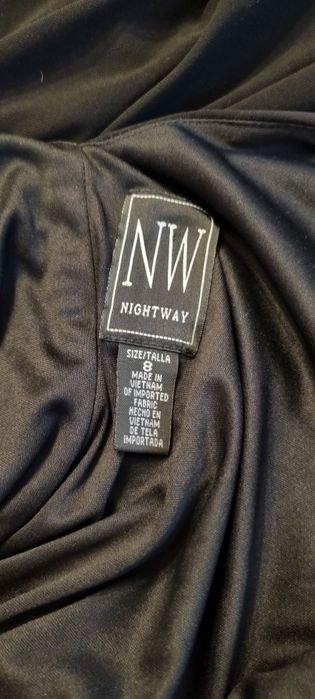 NW
NIGHTWAY
SIZE/TALLA
8
MADE IN
VIETNAM
OF IMPORTED
FABRIC
HECHO EN
VIETNAM
DE TELA
IMPORTADA